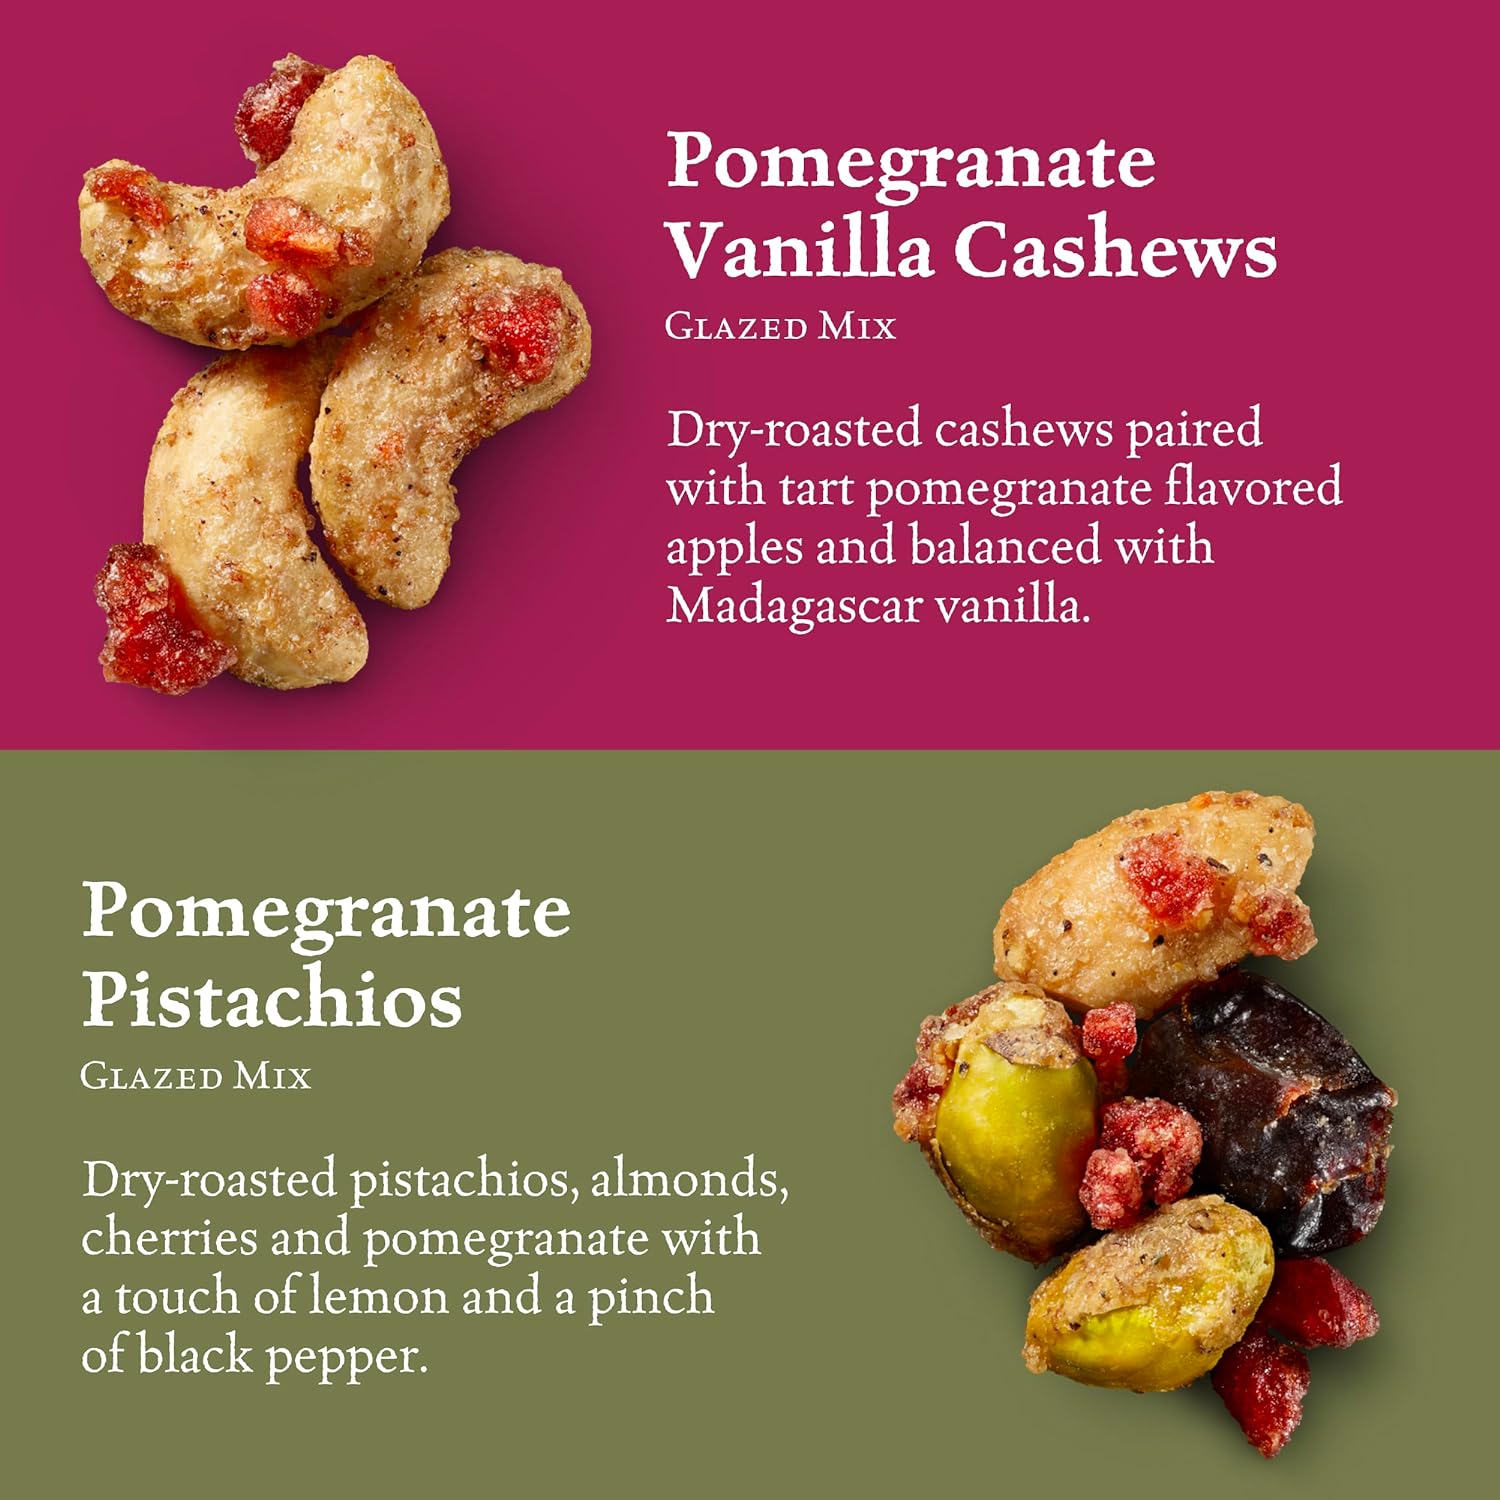 Pomegranate
Vanilla Cashews
Glazed Mix
Dry-roasted cashews paired
with tart pomegranate flavored
apples and balanced with
Madagascar vanilla.
Pomegranate
Pistachios
Glazed Mix
Dry-roasted pistachios, almonds,
cherries and pomegranate with
a touch of lemon and a pinch
of black pepper.